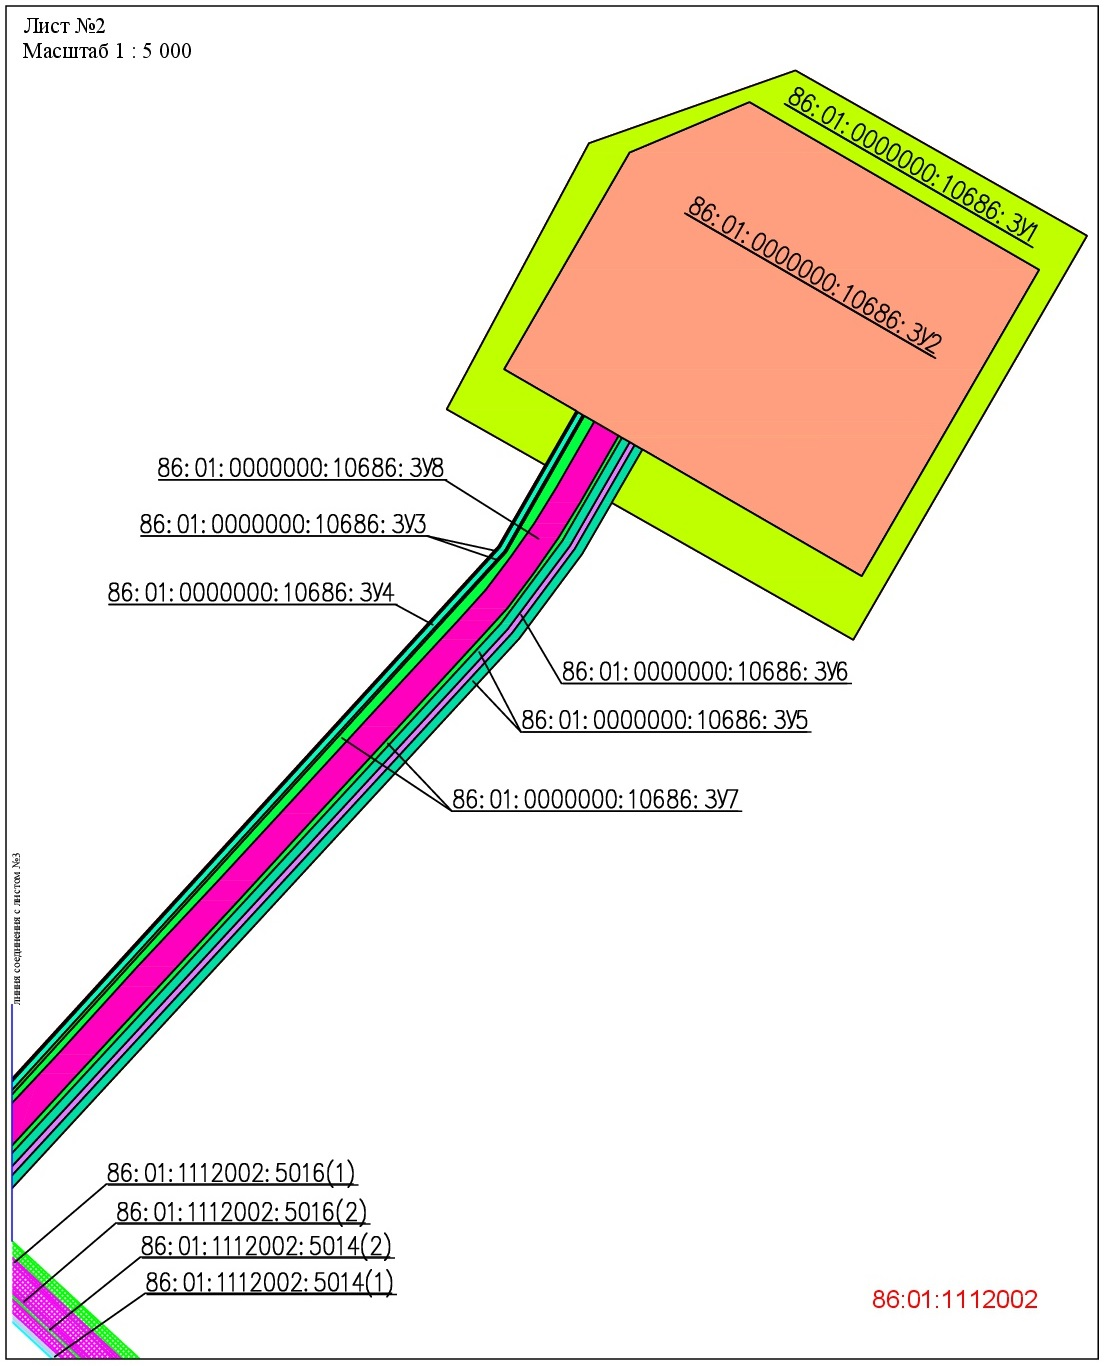 Лист №2
Масштаб 1 : 5 000
86:01:0000000:10686:ЗУ1
86:01:0000000:10686:ЗУ2
86:01:0000000:10686:ЗУ8
86:01:0000000:10686:ЗУ3
86:01:0000000:10686:ЗУ4
86:01:0000000:10686:ЗУ6
86:01:0000000:10686:ЗУ5
86:01:0000000:10686:ЗУ7
линия соединения с листом №3
86:01:1112002:5016(1)
86:01:1112002:5016(2)
86:01:1112002:5014(2)
86:01:1112002:5014(1)
86:01:1112002